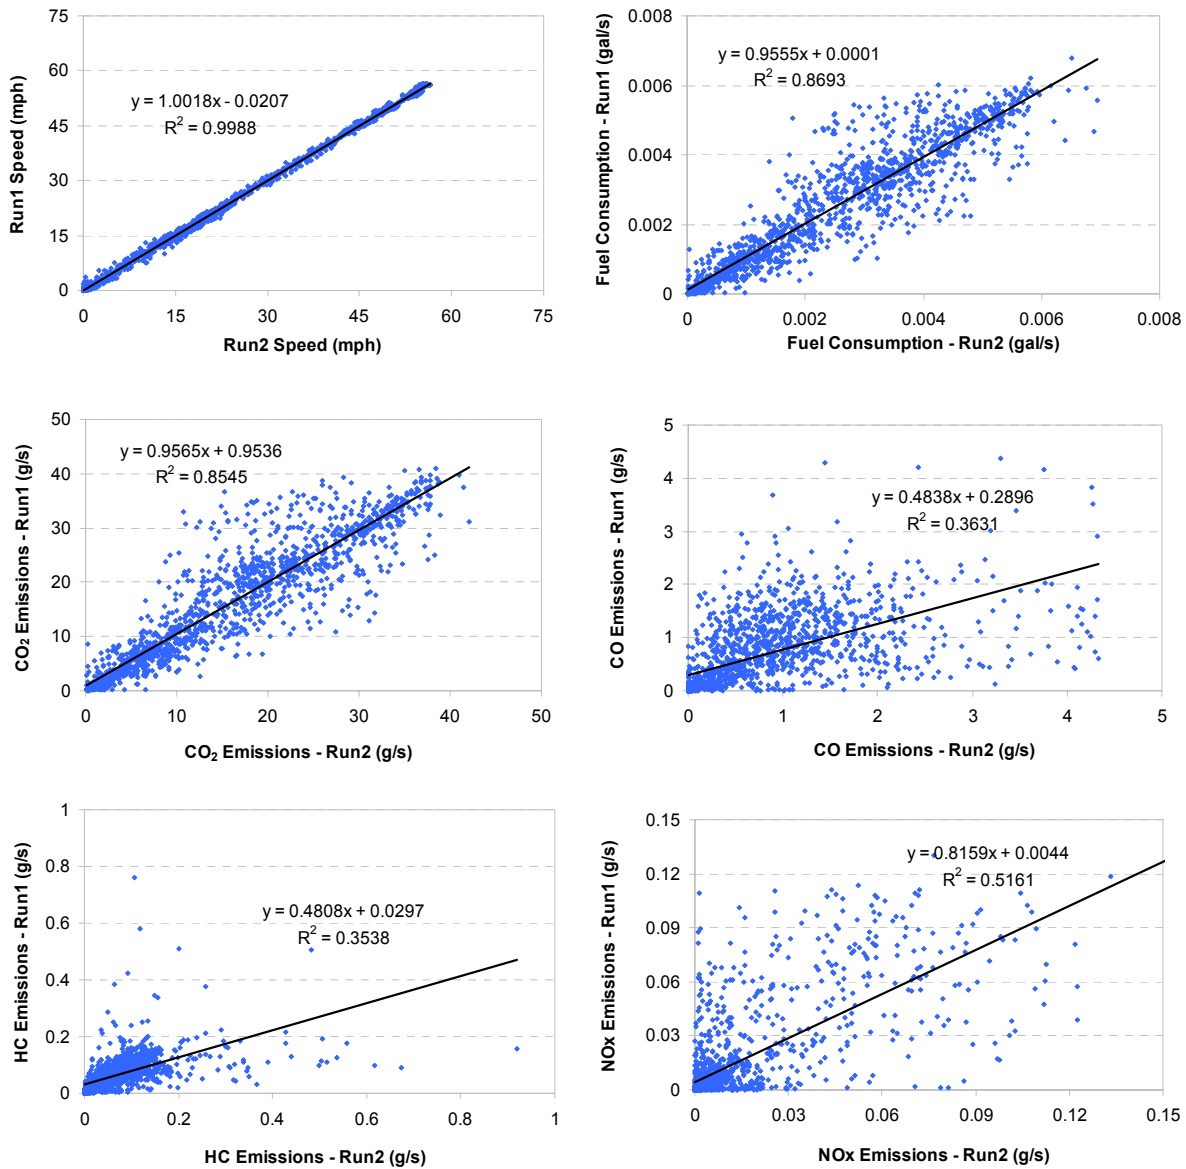 75
60
45
30
15
0
Run1 Speed (mph)
y = 1.0018x - 0.0207
R² = 0.9988
0 15 30 45 60 75
Run2 Speed (mph)
0.008
0.006
0.004
0.002
0
Fuel Consumption - Run1 (gal/s)
y = 0.9555x + 0.0001
R² = 0.8693
0 0.002 0.004 0.006 0.008
Fuel Consumption - Run2 (gal/s)
50
40
30
20
10
0
CO₂ Emissions - Run1 (g/s)
y = 0.9565x + 0.9536
R² = 0.8545
0 10 20 30 40 50
CO₂ Emissions - Run2 (g/s)
5
4
3
2
1
0
CO Emissions - Run1 (g/s)
y = 0.4838x + 0.2896
R² = 0.3631
0 1 2 3 4 5
CO Emissions - Run2 (g/s)
1
0.8
0.6
0.4
0.2
0
HC Emissions - Run1 (g/s)
y = 0.4808x + 0.0297
R² = 0.3538
0 0.2 0.4 0.6 0.8 1
HC Emissions - Run2 (g/s)
0.15
0.12
0.09
0.06
0.03
0
NOx Emissions - Run1 (g/s)
y = 0.8159x + 0.0044
R² = 0.5161
0 0.03 0.06 0.09 0.12 0.15
NOx Emissions - Run2 (g/s)